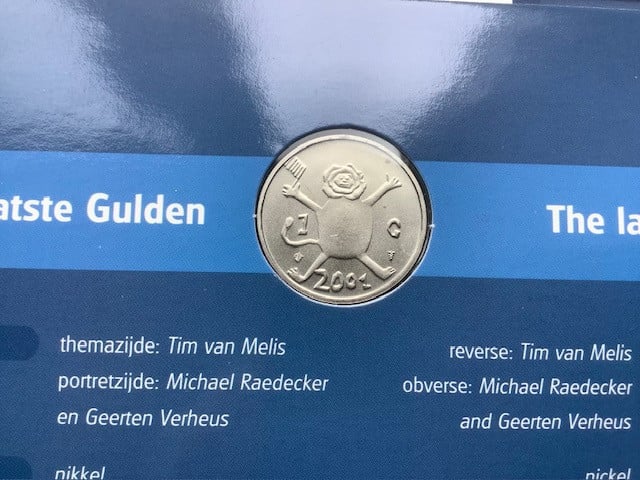 atste Gulden
The la
1 G
2001
themazijde: Tim van Melis
portretzijde: Michael Raedecker
en Geerten Verheus
reverse: Tim van Melis
obverse: Michael Raedecker
and Geerten Verheus
nikkel
nickel